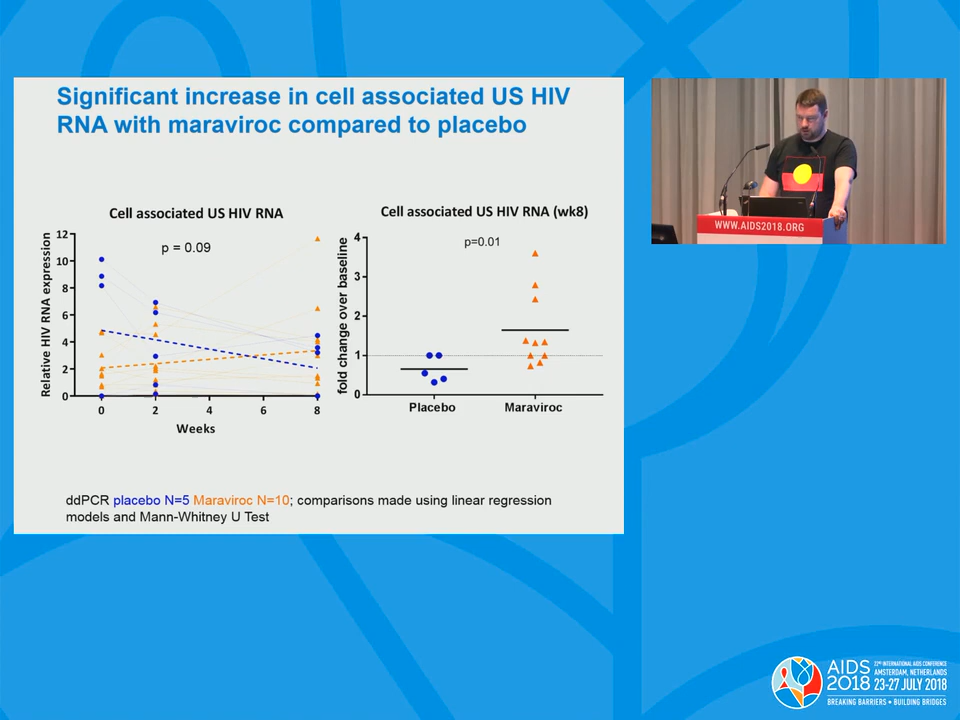 Significant increase in cell associated US HIV
RNA with maraviroc compared to placebo
Cell associated US HIV RNA
p = 0.09
Relative HIV RNA expression
12
10
8
6
4
2
0
0 2 4 6 8
Weeks
Cell associated US HIV RNA (wk8)
p=0.01
fold change over baseline
4
3
2
1
0
Placebo Maraviroc
ddPCR placebo N=5 Maraviroc N=10; comparisons made using linear regression
models and Mann-Whitney U Test
WWW.AIDS2018.ORG
AIDS
2018
22ND INTERNATIONAL AIDS CONFERENCE
AMSTERDAM, NETHERLANDS
23-27 JULY 2018
BREAKING BARRIERS • BUILDING BRIDGES